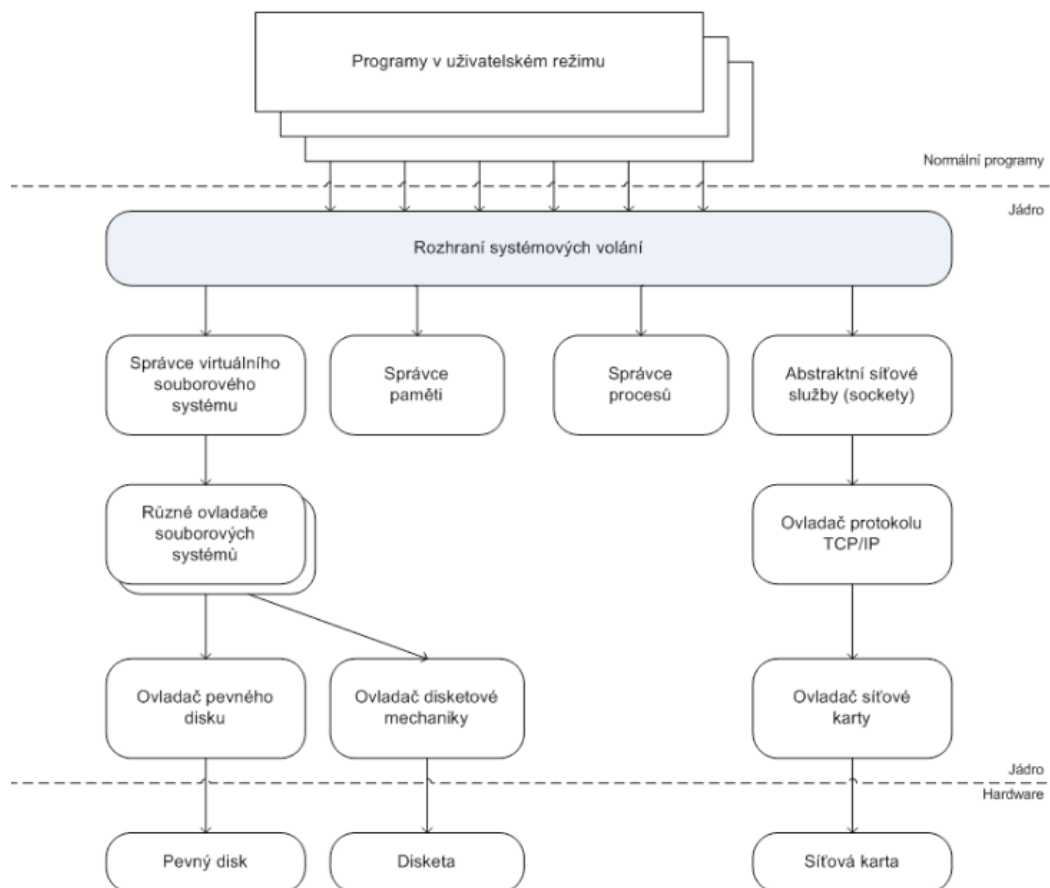 Programy v uživatelském režimu
Normální programy
Jádro
Rozhraní systémových volání
Správce virtuálního
souborového
systému
Správce
paměti
Správce
procesů
Abstraktní síťové
služby (sockety)
Různé ovladače
souborových
systémů
Ovladač protokolu
TCP/IP
Ovladač pevného
disku
Ovladač disketové
mechaniky
Ovladač síťové
karty
Jádro
Hardware
Pevný disk
Disketa
Síťová karta